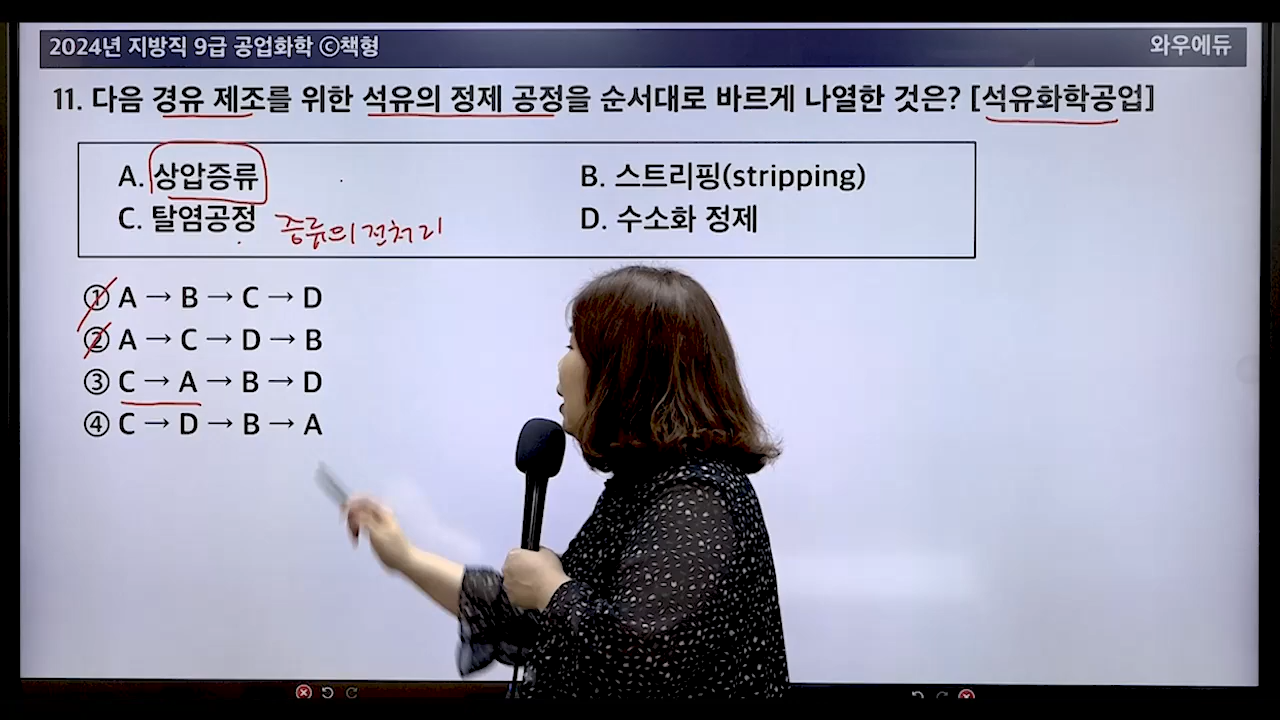 2024년 지방직 9급 공업화학 ⓒ책형
와우에듀
11. 다음 경유 제조를 위한 석유의 정제 공정을 순서대로 바르게 나열한 것은? [석유화학공업]
A. 상압증류
B. 스트리핑(stripping)
C. 탈염공정 증류의 전처리
D. 수소화 정제
① A → B → C → D
② A → C → D → B
③ C → A → B → D
④ C → D → B → A